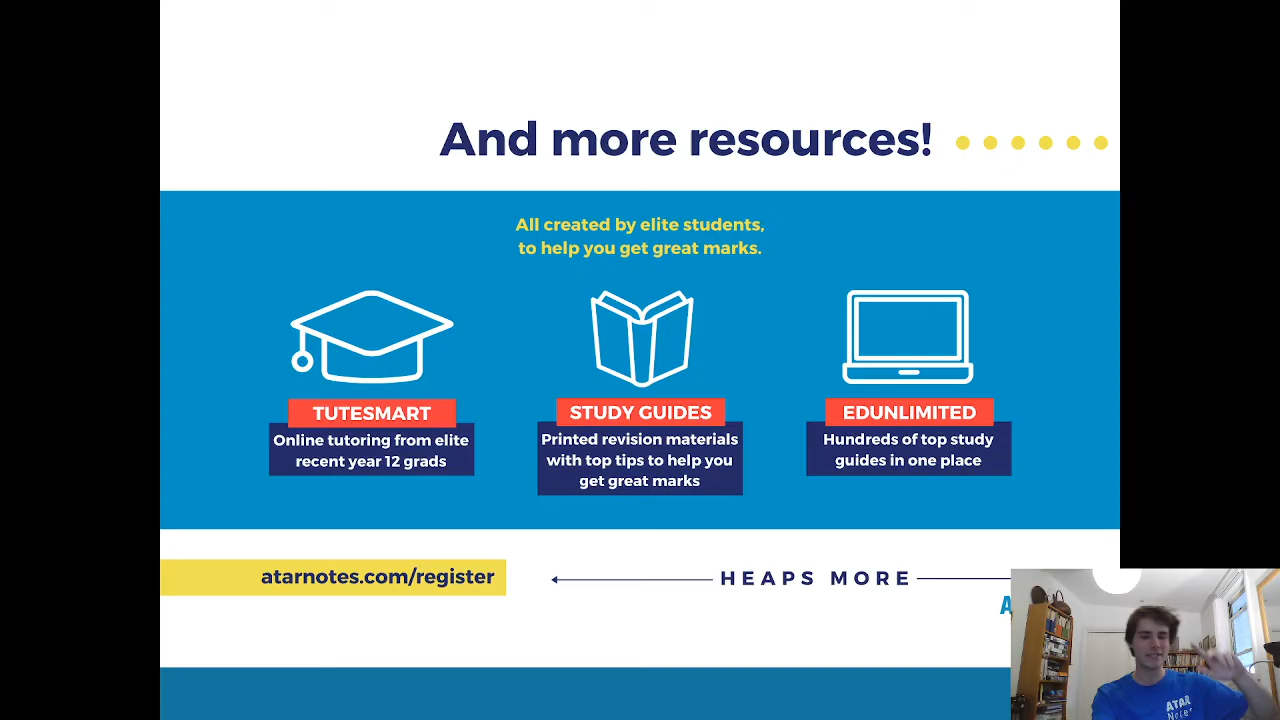 And more resources!
All created by elite students,
to help you get great marks.
TUTESMART
Online tutoring from elite
recent year 12 grads
STUDY GUIDES
Printed revision materials
with top tips to help you
get great marks
EDUNLIMITED
Hundreds of top study
guides in one place
atarnotes.com/register
HEAPS MORE
A
ATAR
Notes